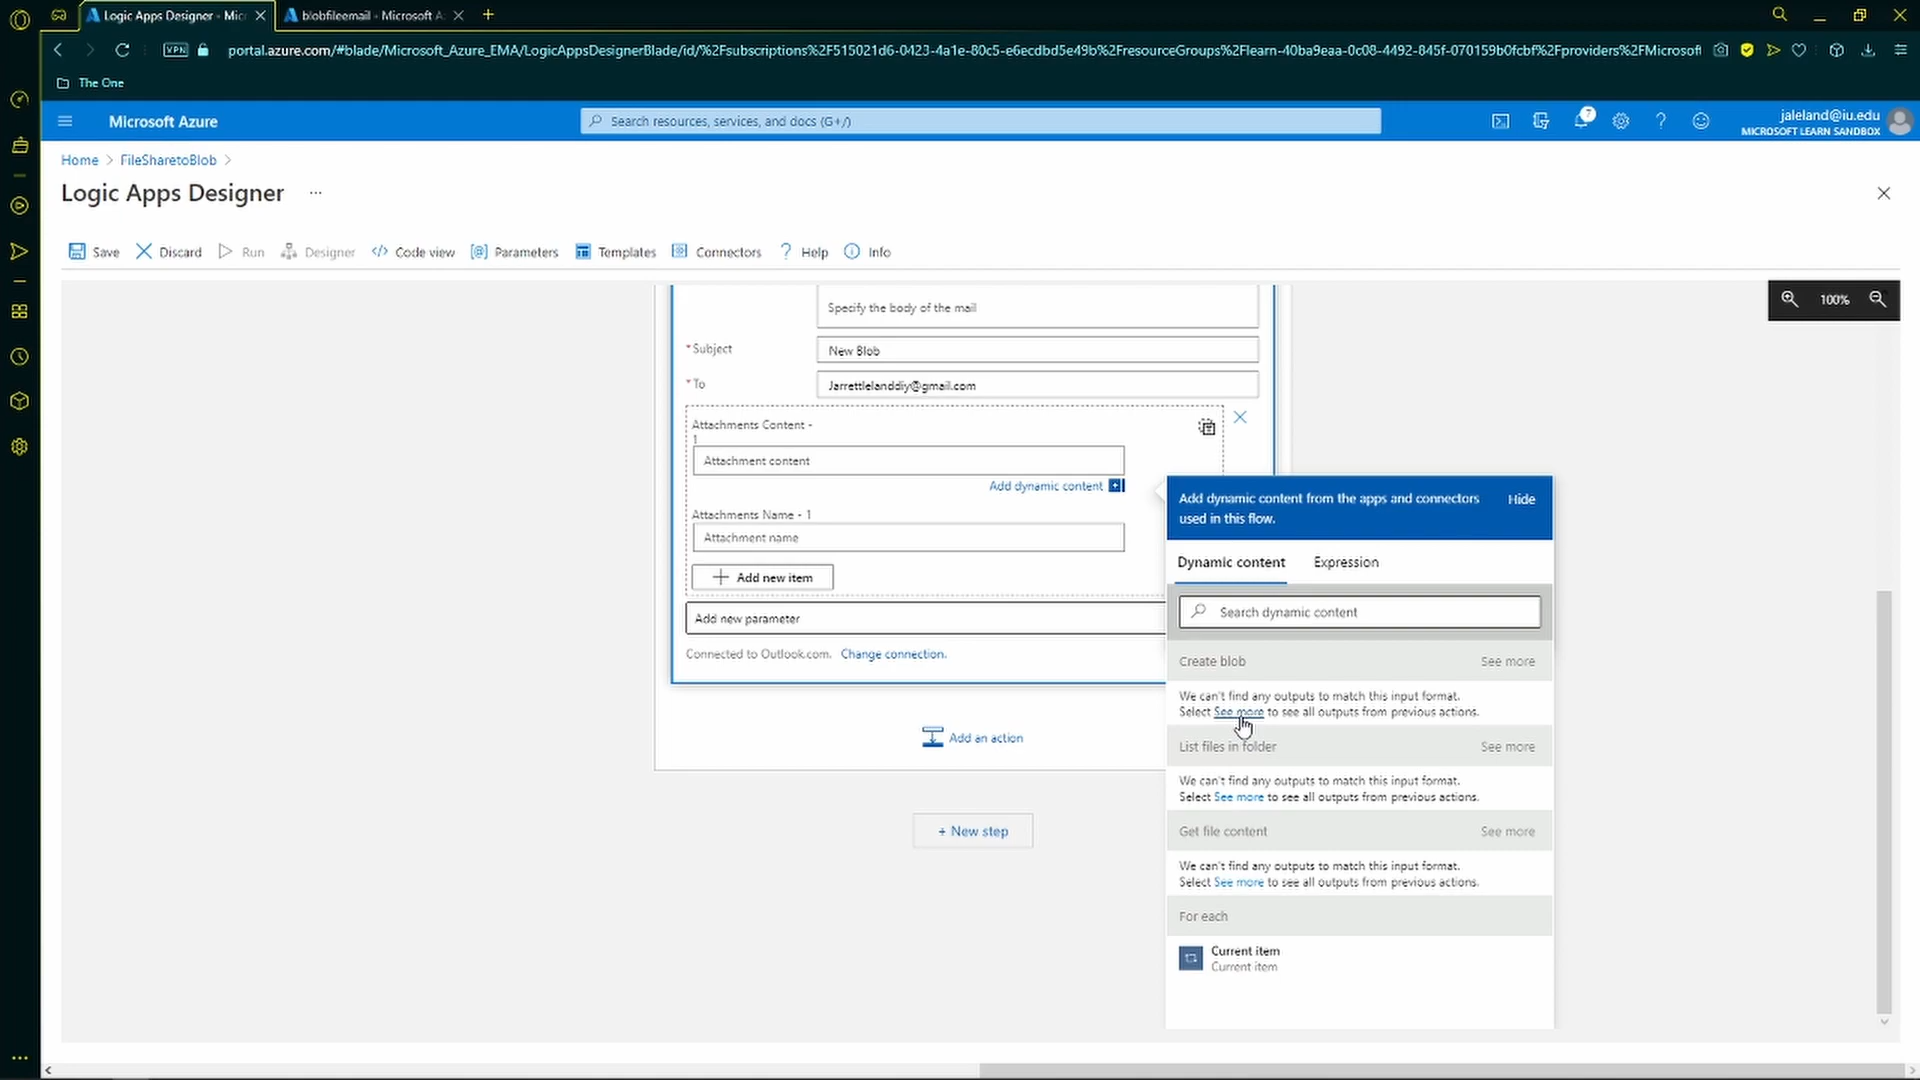 Logic Apps Designer - Mic
blobfileemail - Microsoft A
VPN
portal.azure.com/#blade/Microsoft_Azure_EMA/LogicAppsDesignerBlade/id/%2Fsubscriptions%2F515021d6-0423-4a1e-80c5-e6ecdbd5e49b%2FresourceGroups%2Flearn-40ba9eaa-0c08-4492-845f-070159b0fcbf%2Fproviders%2FMicrosoft
The One
Microsoft Azure
Search resources, services, and docs (G+/)
7
jaleland@iu.edu
MICROSOFT LEARN SANDBOX
Home > FileSharetoBlob >
Logic Apps Designer ...
Save
Discard
Run
Designer
Code view
Parameters
Templates
Connectors
? Help
Info
100%
Specify the body of the mail
*Subject
New Blob
*To
Jarrettlelanddiy@gmail.com
Attachments Content -
1
Attachment content
Add dynamic content
Attachments Name - 1
Attachment name
Add new item
Add new parameter
Connected to Outlook.com. Change connection.
Add an action
+ New step
Add dynamic content from the apps and connectors
used in this flow.
Hide
Dynamic content
Expression
Search dynamic content
Create blob
See more
We can't find any outputs to match this input format.
Select See more to see all outputs from previous actions.
List files in folder
See more
We can't find any outputs to match this input format.
Select See more to see all outputs from previous actions.
Get file content
See more
We can't find any outputs to match this input format.
Select See more to see all outputs from previous actions.
For each
Current item
Current item